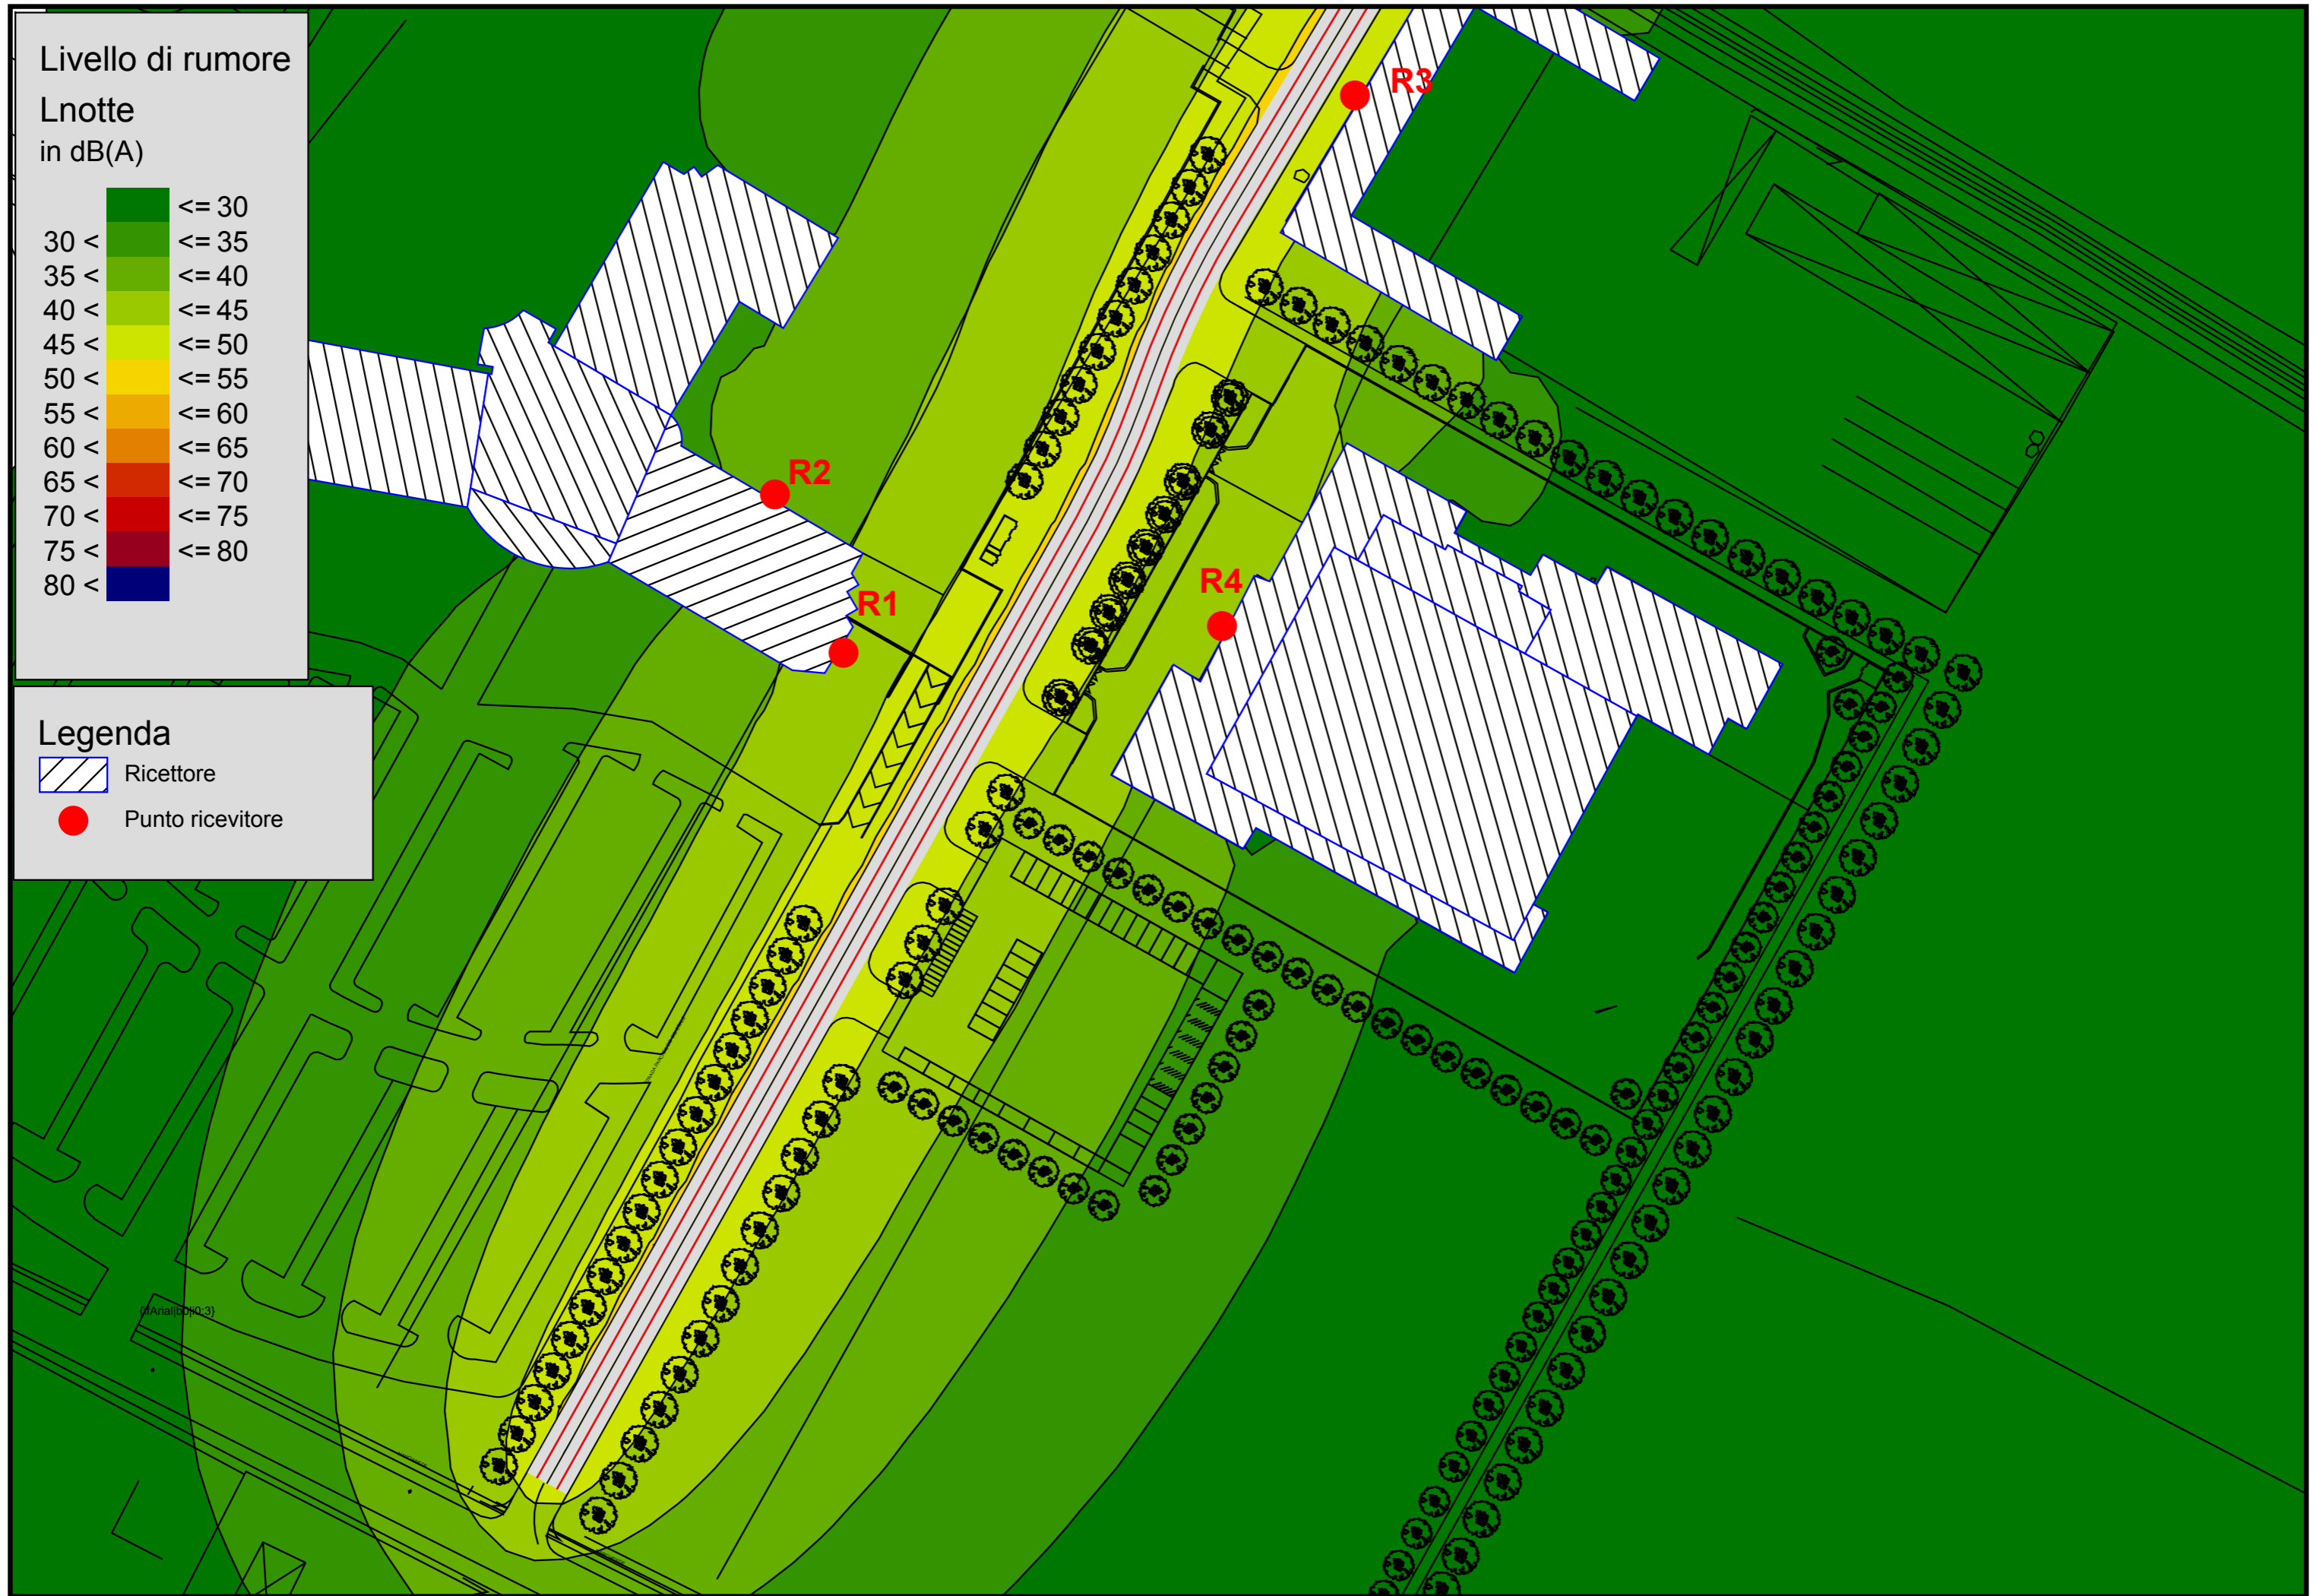 Livello di rumore
Lnotte
in dB(A)
<= 30
30 < <= 35
35 < <= 40
40 < <= 45
45 < <= 50
50 < <= 55
55 < <= 60
60 < <= 65
65 < <= 70
70 < <= 75
75 < <= 80
80 <
Legenda
Ricettore
Punto ricevitore
R3
R2
R1
R4